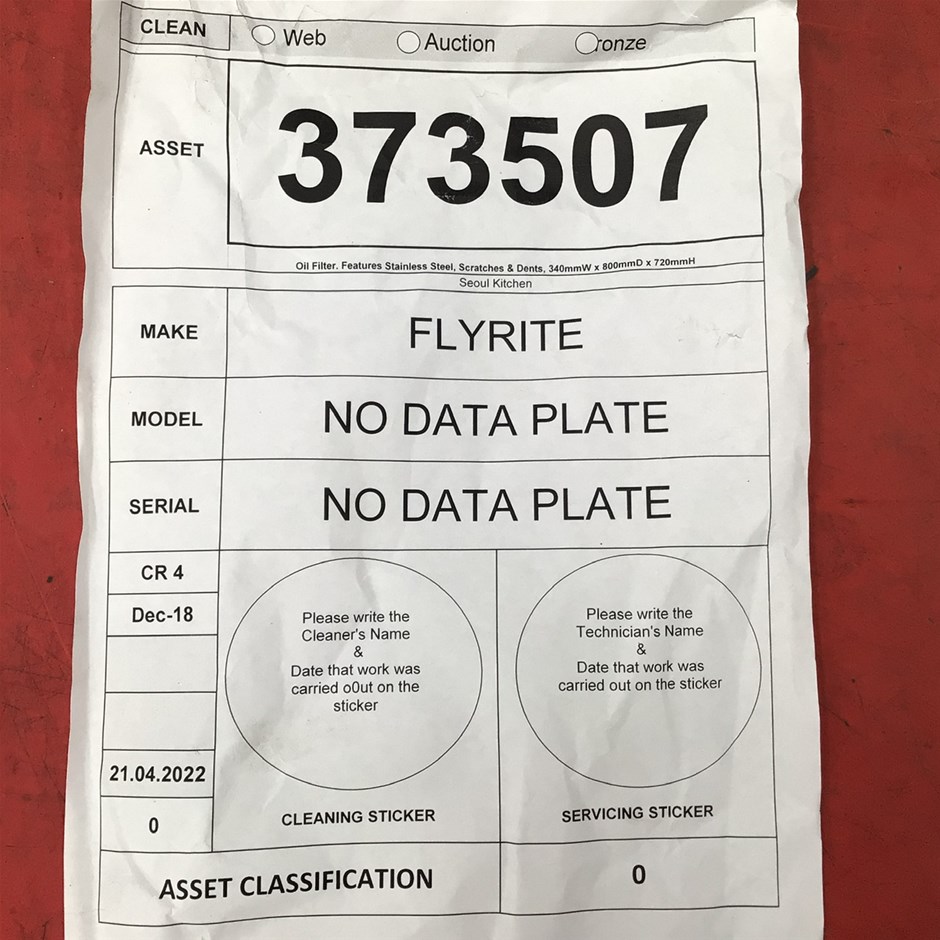 CLEAN Web Auction ronze
ASSET 373507
Oil Filter. Features Stainless Steel, Scratches & Dents, 340mmW x 800mmD x 720mmH
Seoul Kitchen
MAKE FLYRITE
MODEL NO DATA PLATE
SERIAL NO DATA PLATE
CR 4
Dec-18
21.04.2022
0
Please write the
Cleaner's Name
&
Date that work was
carried o0ut on the
sticker
CLEANING STICKER
Please write the
Technician's Name
&
Date that work was
carried out on the sticker
SERVICING STICKER
ASSET CLASSIFICATION 0